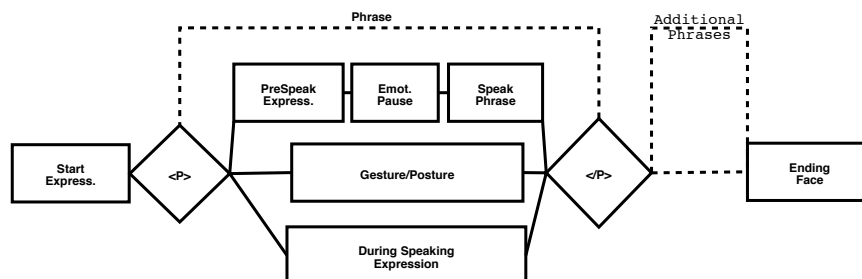 Phrase
Additional
Phrases
PreSpeak
Express.
Emot.
Pause
Speak
Phrase
Start
Express.
<P>
Gesture/Posture
</P>
Ending
Face
During Speaking
Expression